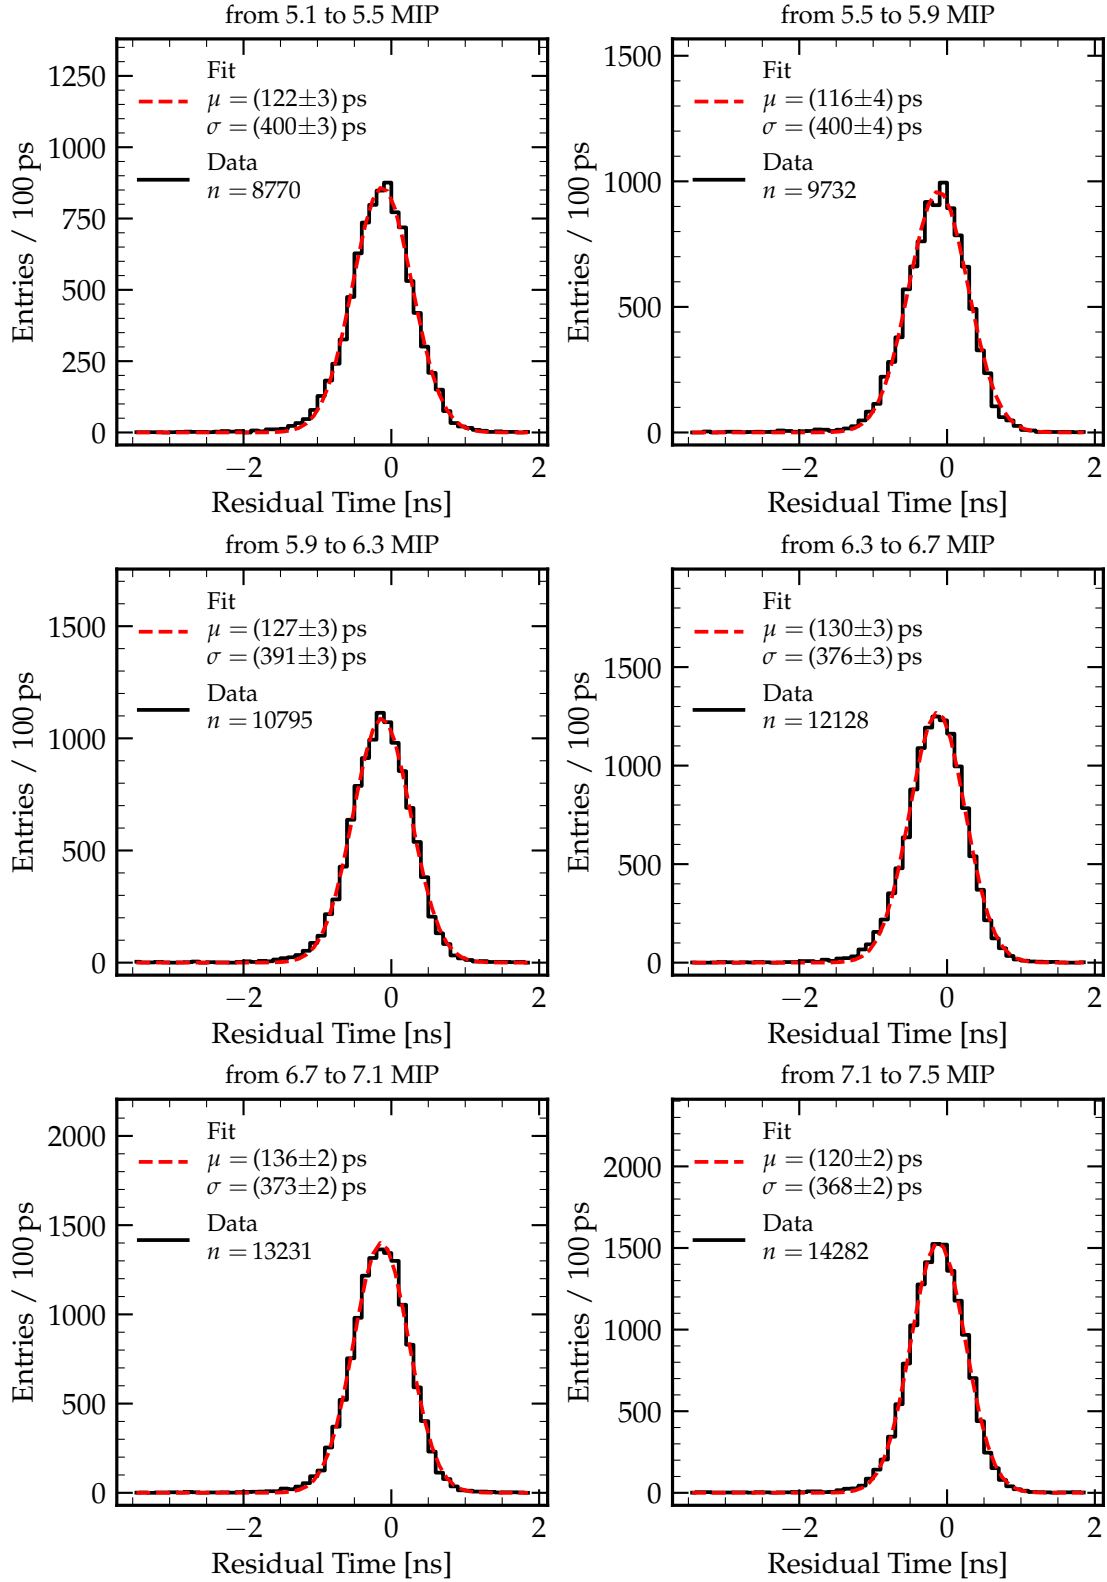 from 5.1 to 5.5 MIP
Entries / 100 ps
1250
1000
750
500
250
0
Fit
μ = (122±3) ps
σ = (400±3) ps
Data
n = 8770
−2 0 2
Residual Time [ns]
from 5.5 to 5.9 MIP
Entries / 100 ps
1500
1000
500
0
Fit
μ = (116±4) ps
σ = (400±4) ps
Data
n = 9732
−2 0 2
Residual Time [ns]
from 5.9 to 6.3 MIP
Entries / 100 ps
1500
1000
500
0
Fit
μ = (127±3) ps
σ = (391±3) ps
Data
n = 10795
−2 0 2
Residual Time [ns]
from 6.3 to 6.7 MIP
Entries / 100 ps
1500
1000
500
0
Fit
μ = (130±3) ps
σ = (376±3) ps
Data
n = 12128
−2 0 2
Residual Time [ns]
from 6.7 to 7.1 MIP
Entries / 100 ps
2000
1500
1000
500
0
Fit
μ = (136±2) ps
σ = (373±2) ps
Data
n = 13231
−2 0 2
Residual Time [ns]
from 7.1 to 7.5 MIP
Entries / 100 ps
2000
1500
1000
500
0
Fit
μ = (120±2) ps
σ = (368±2) ps
Data
n = 14282
−2 0 2
Residual Time [ns]